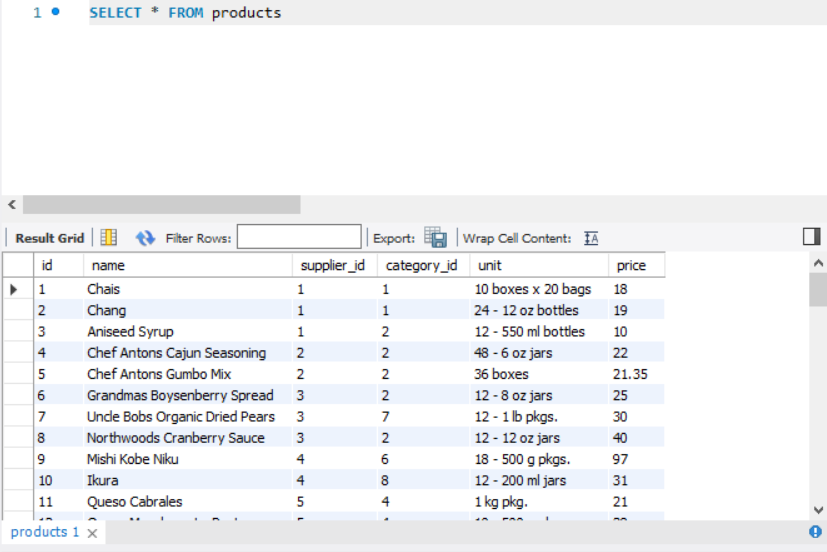 1 SELECT * FROM products
Result Grid Filter Rows: Export: Wrap Cell Content:
id name supplier_id category_id unit price
1 Chais 1 1 10 boxes x 20 bags 18
2 Chang 1 1 24 - 12 oz bottles 19
3 Aniseed Syrup 1 2 12 - 550 ml bottles 10
4 Chef Antons Cajun Seasoning 2 2 48 - 6 oz jars 22
5 Chef Antons Gumbo Mix 2 2 36 boxes 21.35
6 Grandmas Boysenberry Spread 3 2 12 - 8 oz jars 25
7 Uncle Bobs Organic Dried Pears 3 7 12 - 1 lb pkgs. 30
8 Northwoods Cranberry Sauce 3 2 12 - 12 oz jars 40
9 Mishi Kobe Niku 4 6 18 - 500 g pkgs. 97
10 Ikura 4 8 12 - 200 ml jars 31
11 Queso Cabrales 5 4 1 kg pkg. 21
products 1